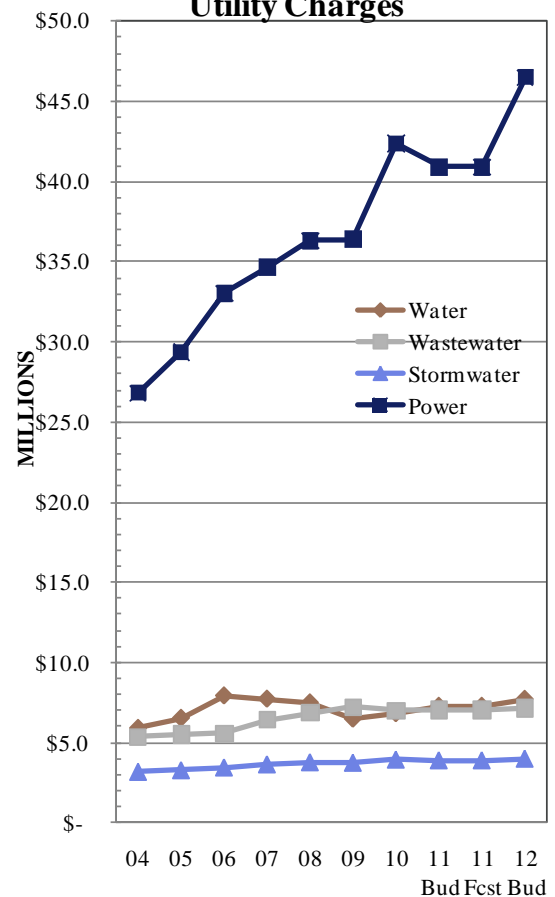 Utility Charges
$50.0
$45.0
$40.0
$35.0
$30.0
$25.0
$20.0
$15.0
$10.0
$5.0
$-
MILLIONS
Water
Wastewater
Stormwater
Power
04 05 06 07 08 09 10 11 11 12
Bud Fcst Bud